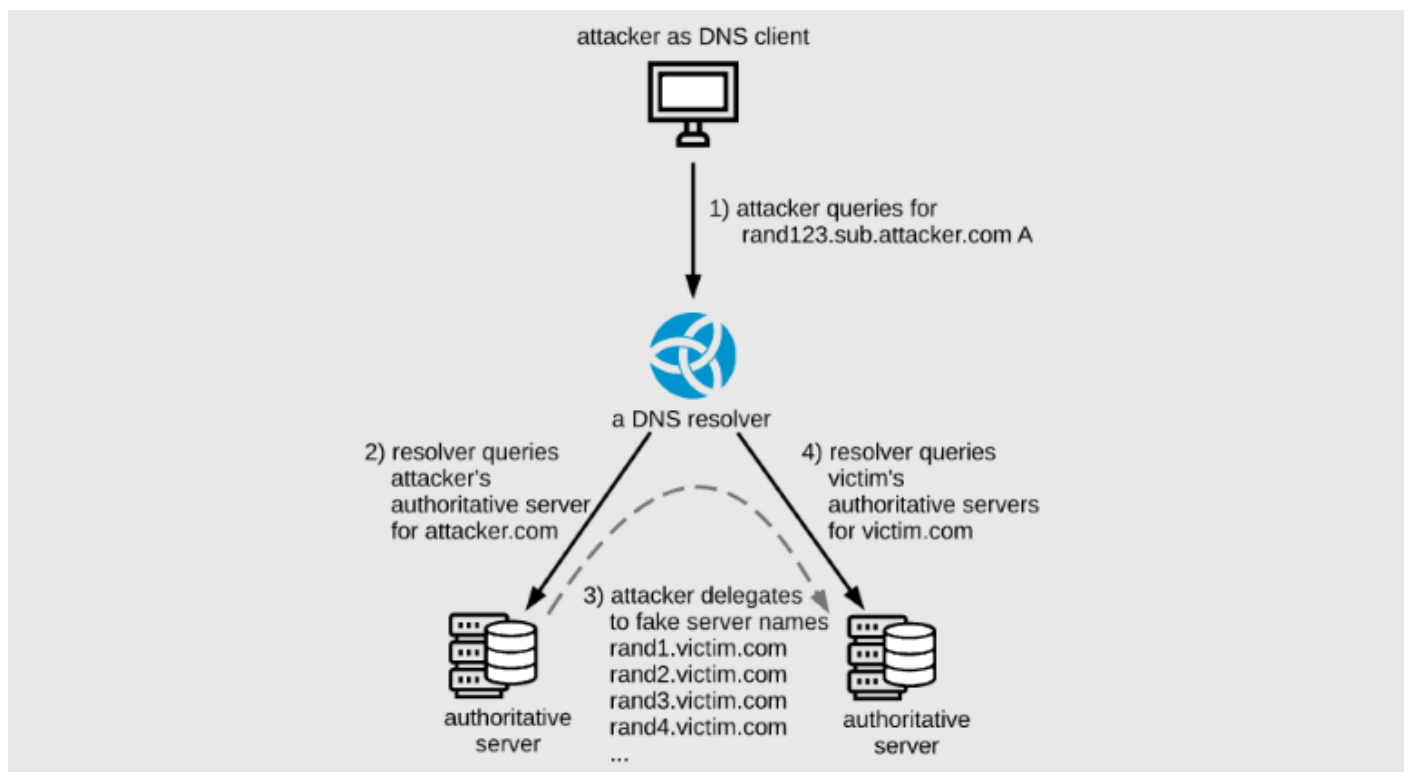 attacker as DNS client
1) attacker queries for
rand123.sub.attacker.com A
a DNS resolver
2) resolver queries
attacker's
authoritative server
for attacker.com
4) resolver queries
victim's
authoritative servers
for victim.com
3) attacker delegates
to fake server names
rand1.victim.com
rand2.victim.com
rand3.victim.com
rand4.victim.com
...
authoritative
server
authoritative
server